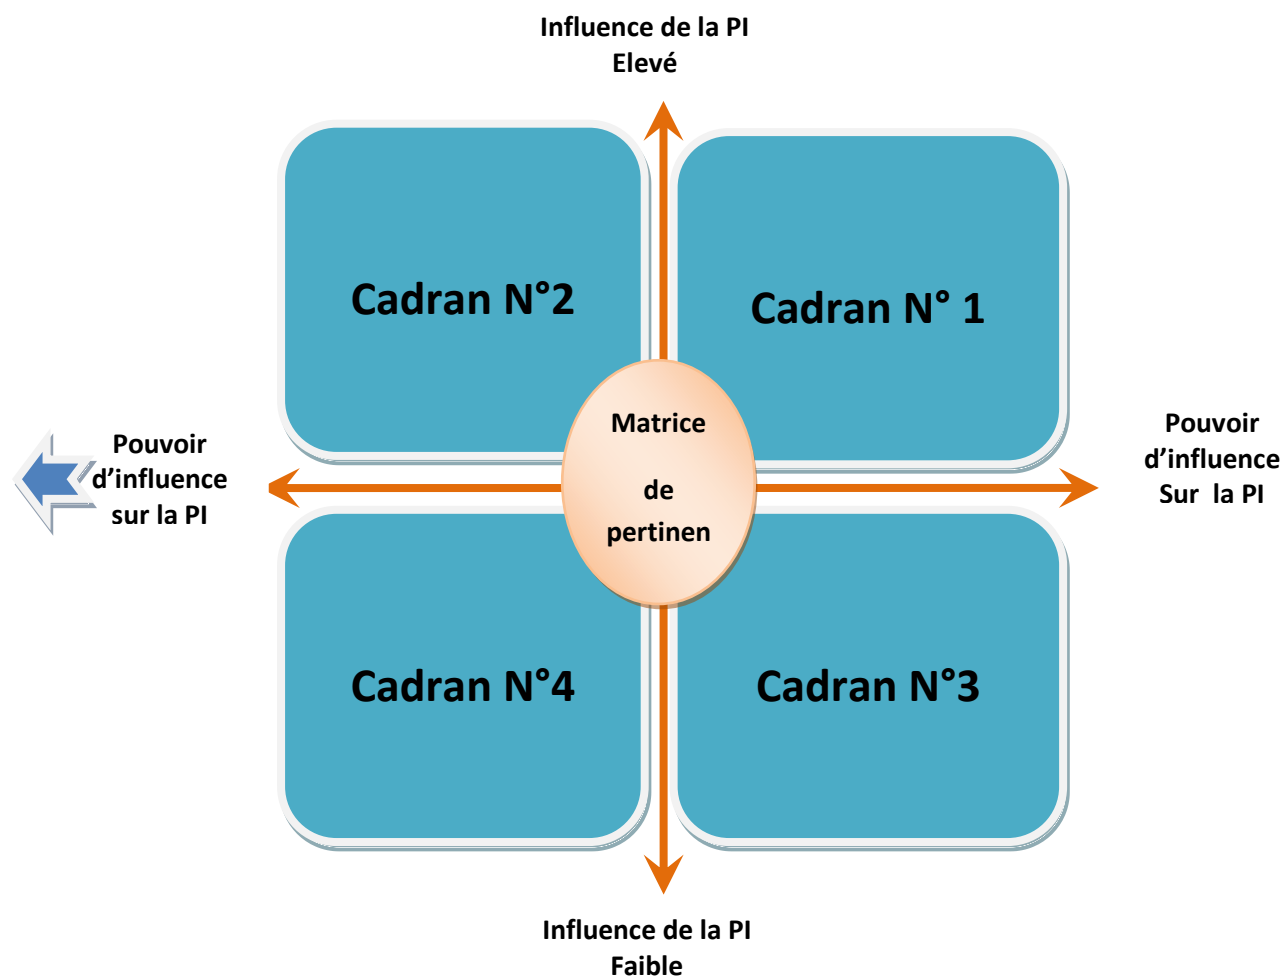 Influence de la PI
Elevé
Cadran N°2
Cadran N° 1
Matrice
de
pertinen
Pouvoir
d’influence
sur la PI
Pouvoir
d’influence
Sur la PI
Cadran N°4
Cadran N°3
Influence de la PI
Faible